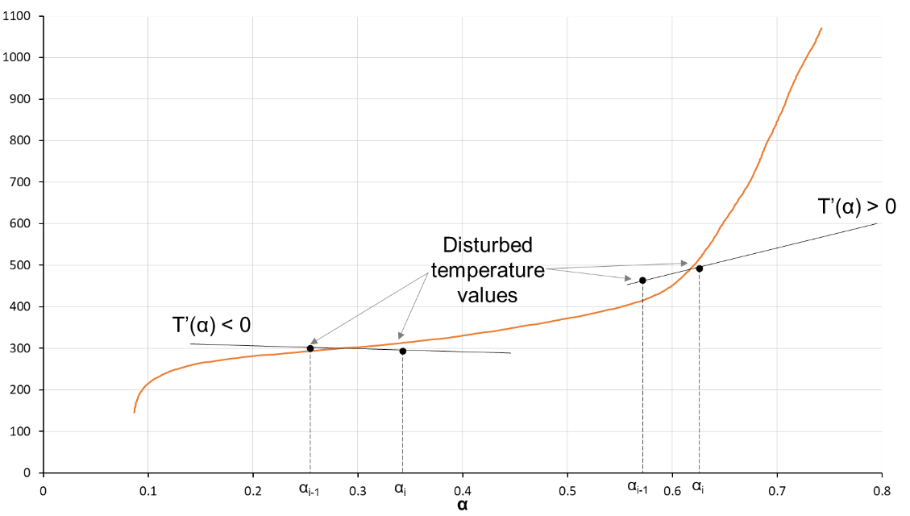 1100
1000
900
800
700
600
500
400
300
200
100
0
T'(α) > 0
Disturbed
temperature
values
T'(α) < 0
0 0.1 0.2 αi-1 0.3 αi 0.4 0.5 αi-1 0.6 αi 0.7 0.8
α